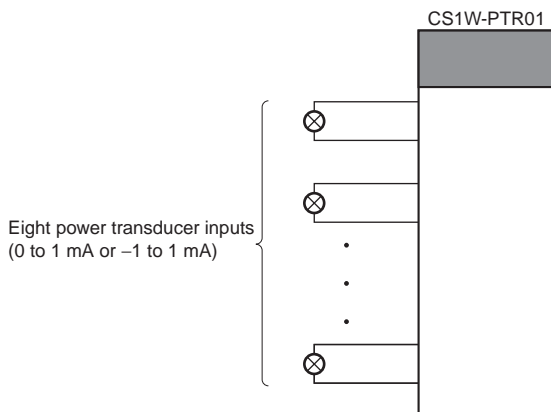 CS1W-PTR01
Eight power transducer inputs
(0 to 1 mA or –1 to 1 mA)